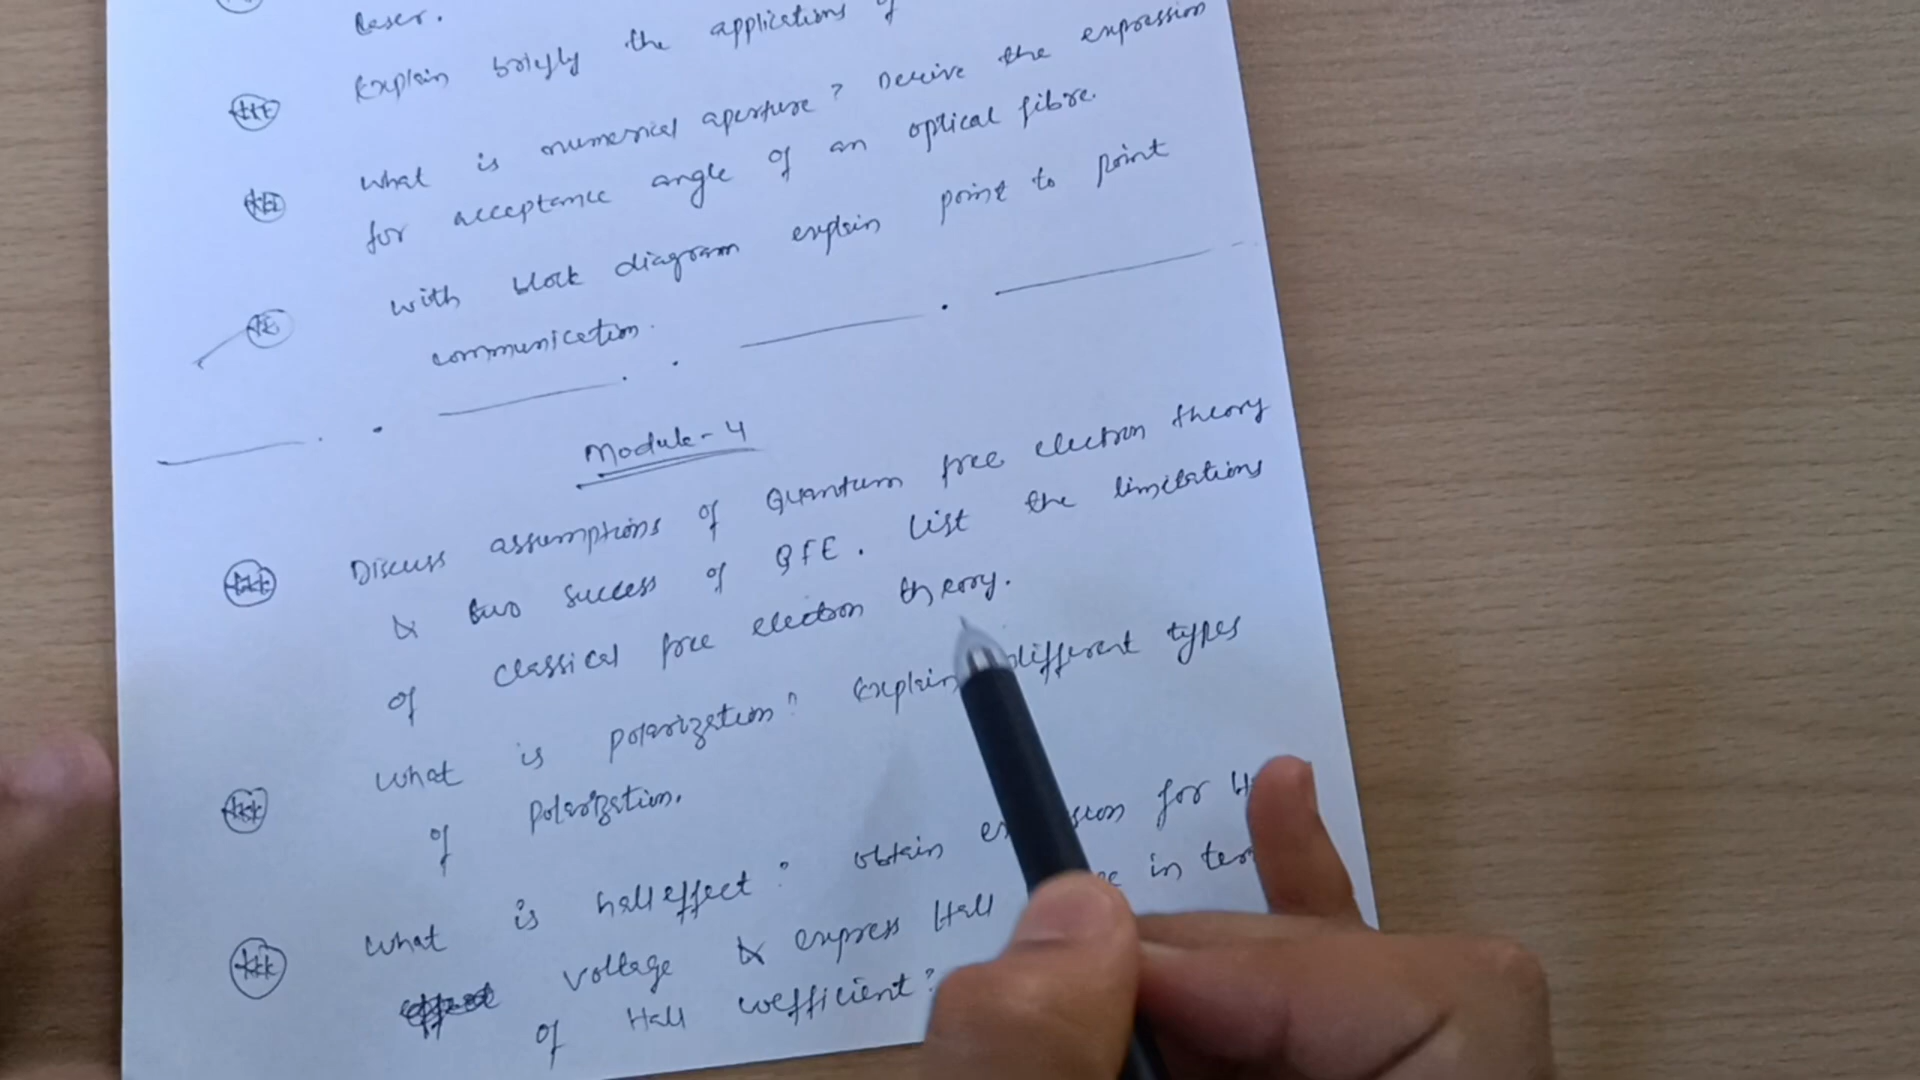 laser.
Explain briefly the applications of
*** What is numerical aperture? Derive the expression
for acceptance angle of an optical fibre.
** With block diagram explain point to point
communication.
Module-4
*** Discuss assumptions of Quantum free electron theory
& two success of QFE. List the limitations
of classical free electron theory.
*** What is polarization? Explain different types
of polarization.
*** What is hall effect? obtain for
voltage & express Hall in
of Hall coefficient?